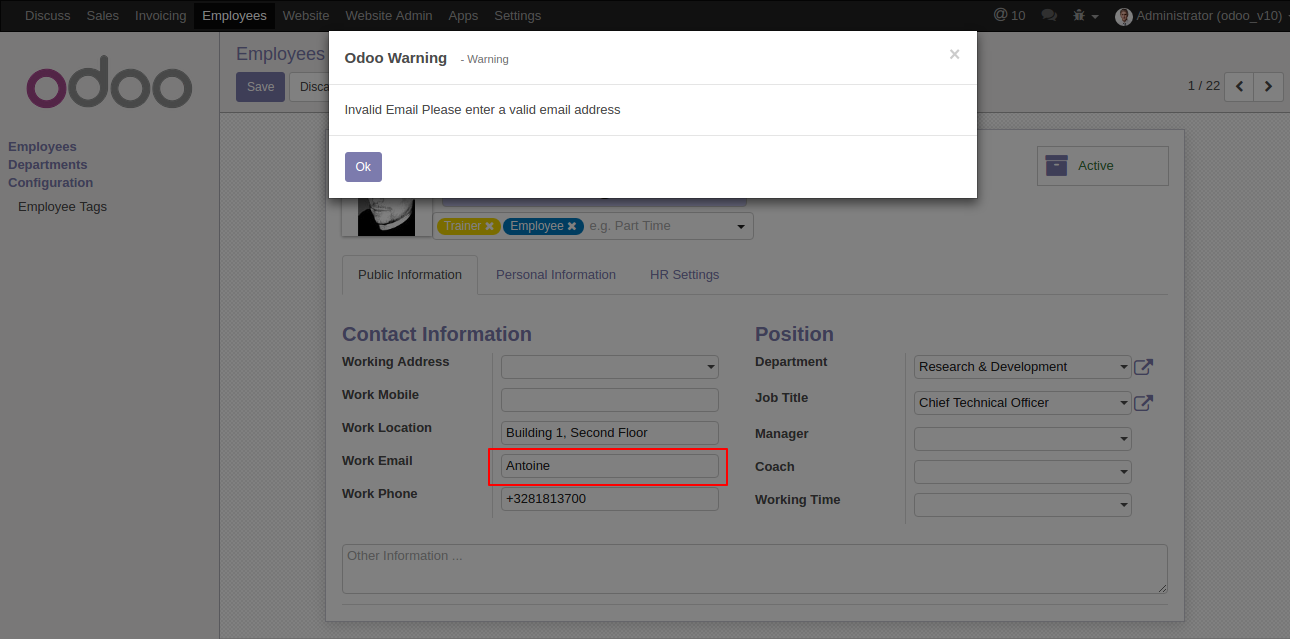 Discuss Sales Invoicing Employees Website Website Admin Apps Settings @ 10 Administrator (odoo_v10)
odoo
Employees
Departments
Configuration
Employee Tags
Employees
Save Disca
1 / 22
Odoo Warning - Warning ×
Invalid Email Please enter a valid email address
Ok
Active
Trainer ✖ Employee ✖ e.g. Part Time
Public Information Personal Information HR Settings
Contact Information
Working Address
Work Mobile
Work Location Building 1, Second Floor
Work Email Antoine
Work Phone +3281813700
Position
Department Research & Development
Job Title Chief Technical Officer
Manager
Coach
Working Time
Other Information ...